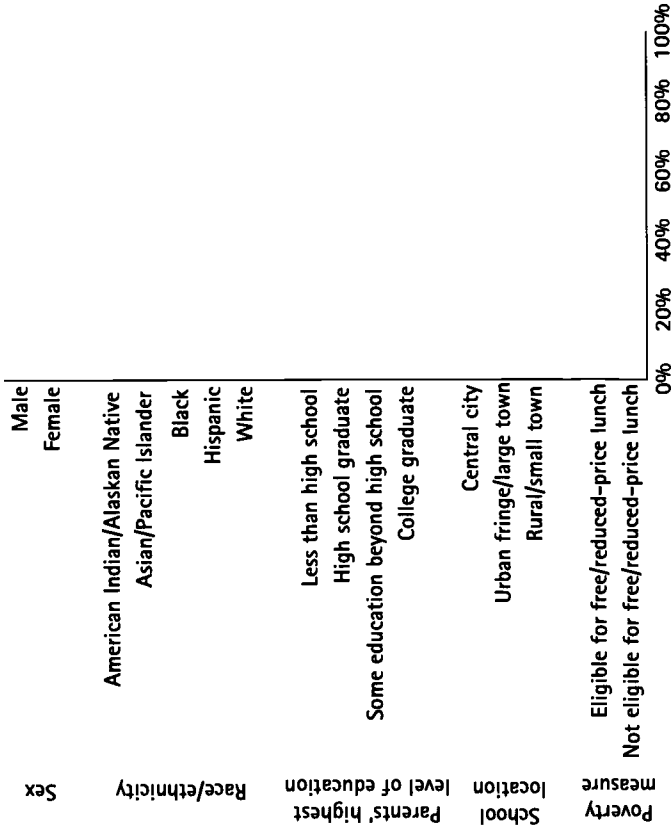 Sex
Male
Female
Race/ethnicity
American Indian/Alaskan Native
Asian/Pacific Islander
Black
Hispanic
White
Parents' highest
level of education
Less than high school
High school graduate
Some education beyond high school
College graduate
School
location
Central city
Urban fringe/large town
Rural/small town
Poverty
measure
Eligible for free/reduced-price lunch
Not eligible for free/reduced-price lunch
0% 20% 40% 60% 80% 100%